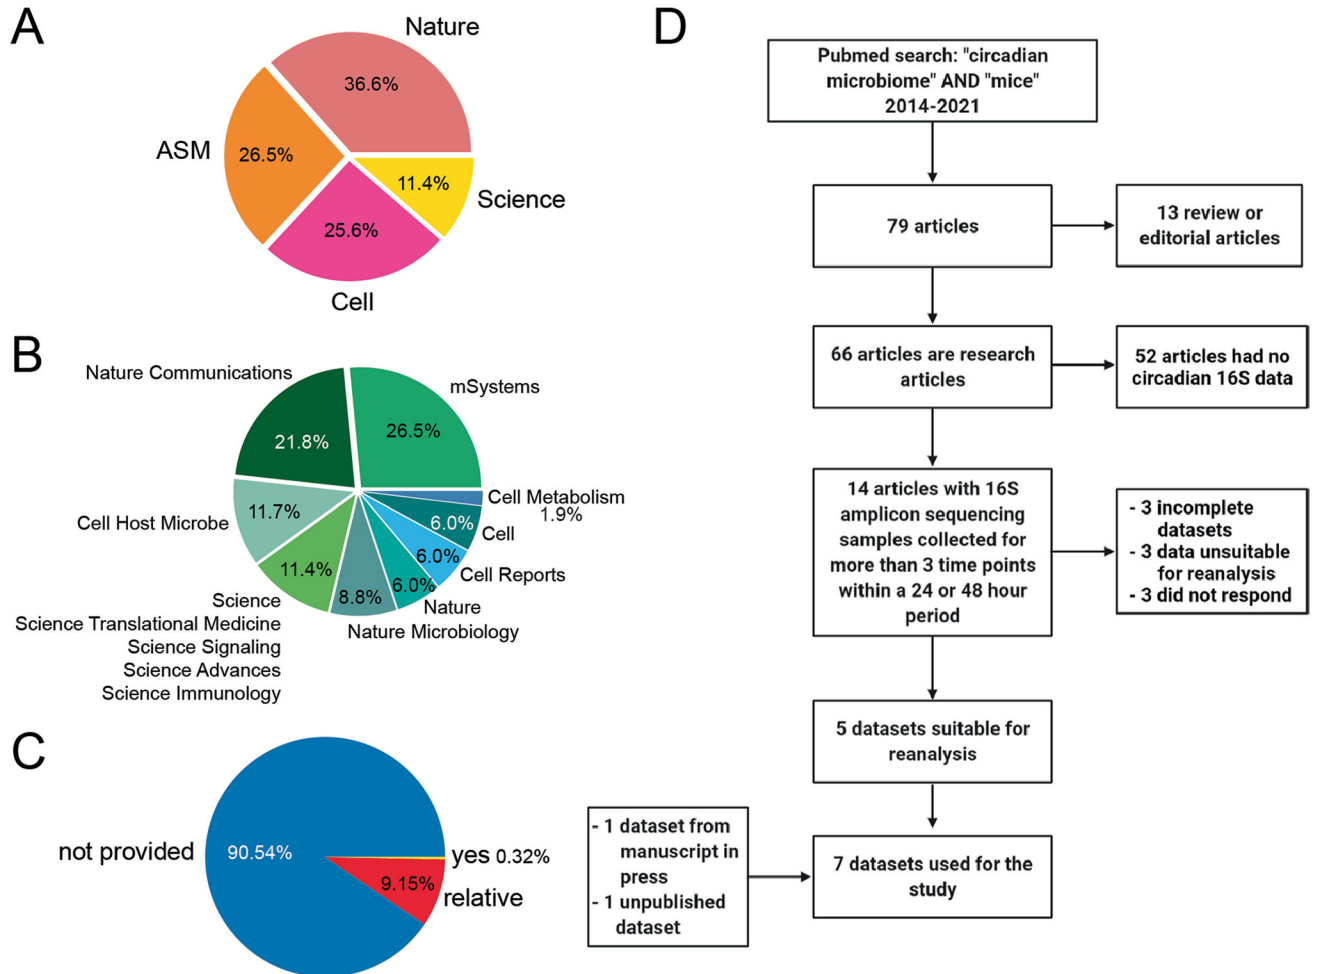 A
Nature
36.6%
ASM
26.5%
11.4%
Science
25.6%
Cell
B
Nature Communications
mSystems
21.8%
26.5%
Cell Metabolism
1.9%
Cell Host Microbe
11.7%
6.0%
Cell
6.0%
Cell Reports
11.4%
6.0%
Nature
8.8%
Nature Microbiology
Science
Science Translational Medicine
Science Signaling
Science Advances
Science Immunology
C
not provided
90.54%
yes 0.32%
9.15%
relative
D
Pubmed search: "circadian
microbiome" AND "mice"
2014-2021
79 articles
13 review or
editorial articles
66 articles are research
articles
52 articles had no
circadian 16S data
14 articles with 16S
amplicon sequencing
samples collected for
more than 3 time points
within a 24 or 48 hour
period
- 3 incomplete
datasets
- 3 data unsuitable
for reanalysis
- 3 did not respond
5 datasets suitable for
reanalysis
- 1 dataset from
manuscript in
press
- 1 unpublished
dataset
7 datasets used for the
study